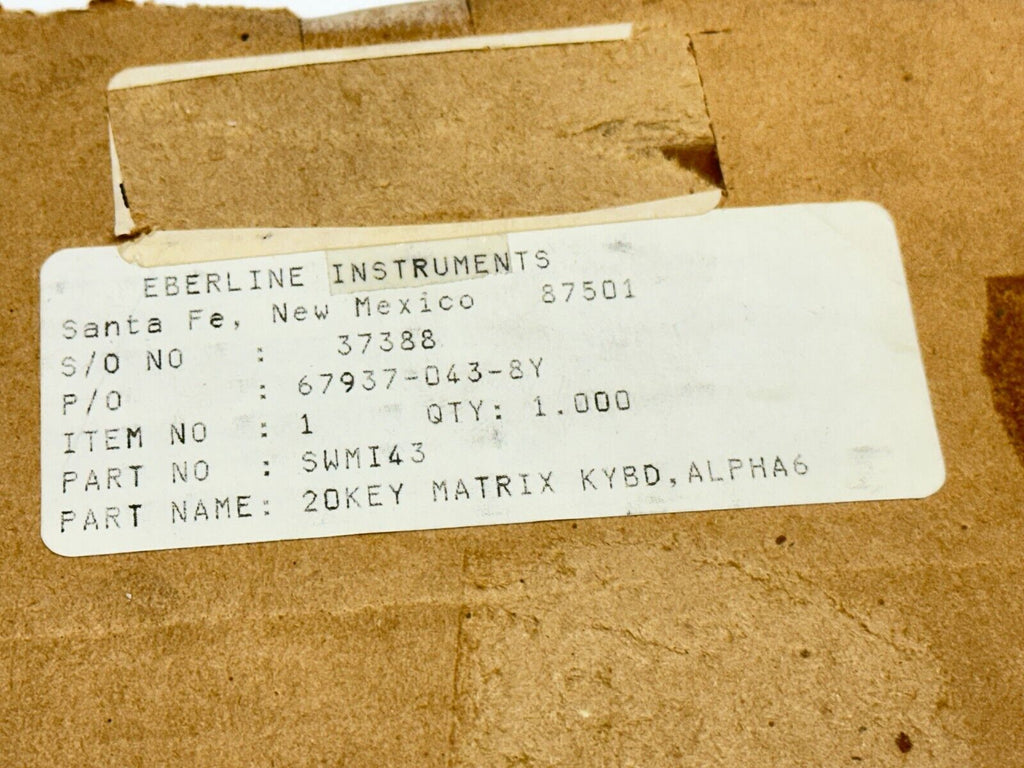 EBERLINE INSTRUMENTS
Santa Fe, New Mexico 87501
S/O NO : 37388
P/O : 67937-043-8Y
ITEM NO : 1 QTY: 1.000
PART NO : SWMI43
PART NAME: 20KEY MATRIX KYBD,ALPHA6